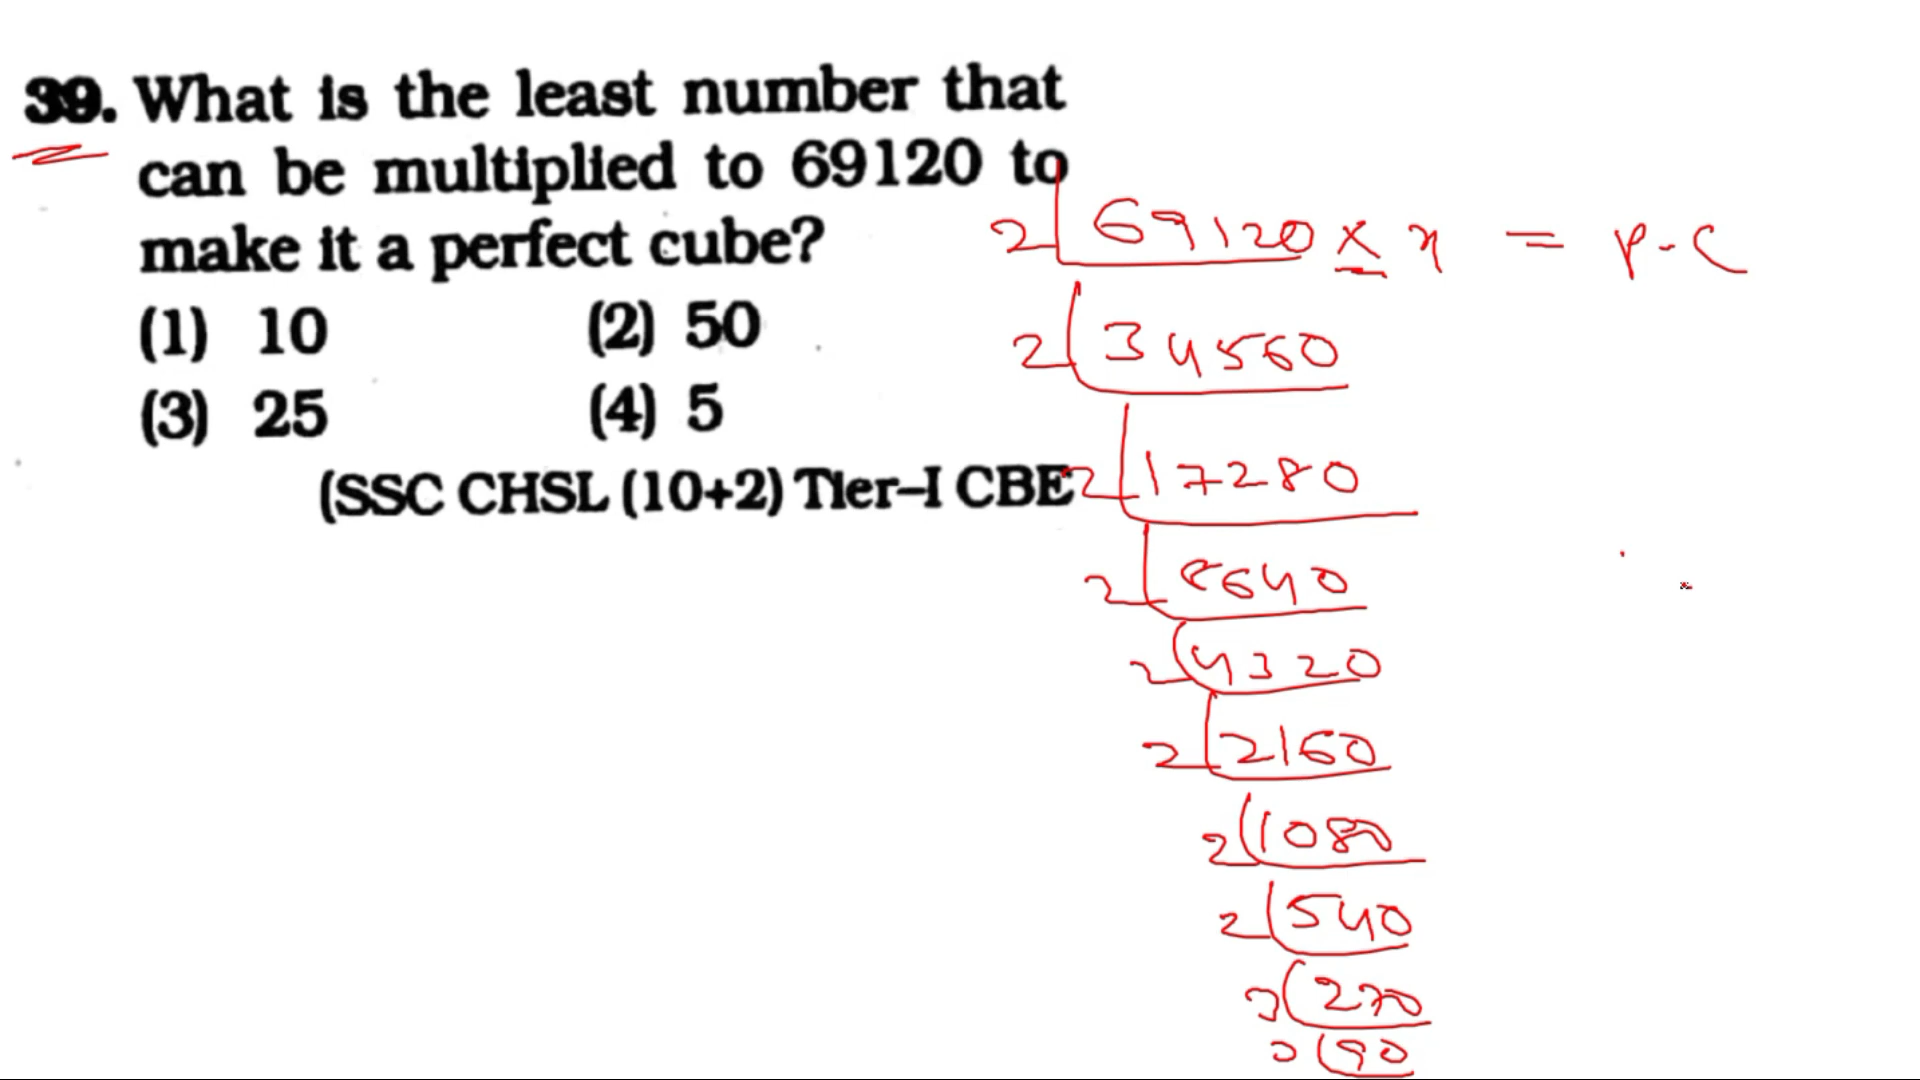 39. What is the least number that
can be multiplied to 69120 to
make it a perfect cube?
(1) 10 (2) 50
(3) 25 (4) 5
(SSC CHSL (10+2) Tier–I CBE
2 69120 × x = P.C
2 34560
2 17280
2 8640
2 4320
2 2160
2 1080
2 540
3 270
3 90